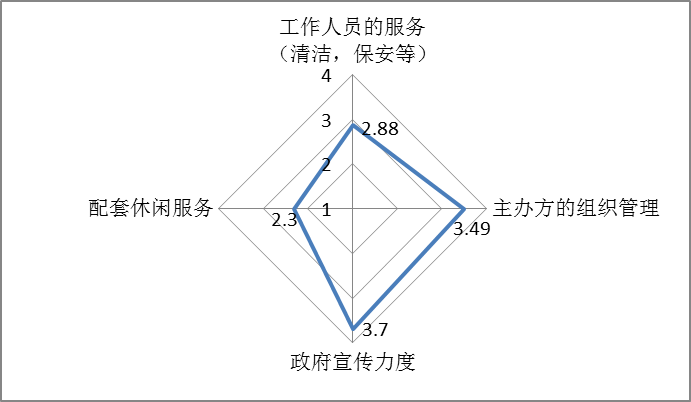 工作人员的服务
（清洁，保安等）
4
3
2.88
2
配套休闲服务
1
主办方的组织管理
2.3
3.49
3.7
政府宣传力度